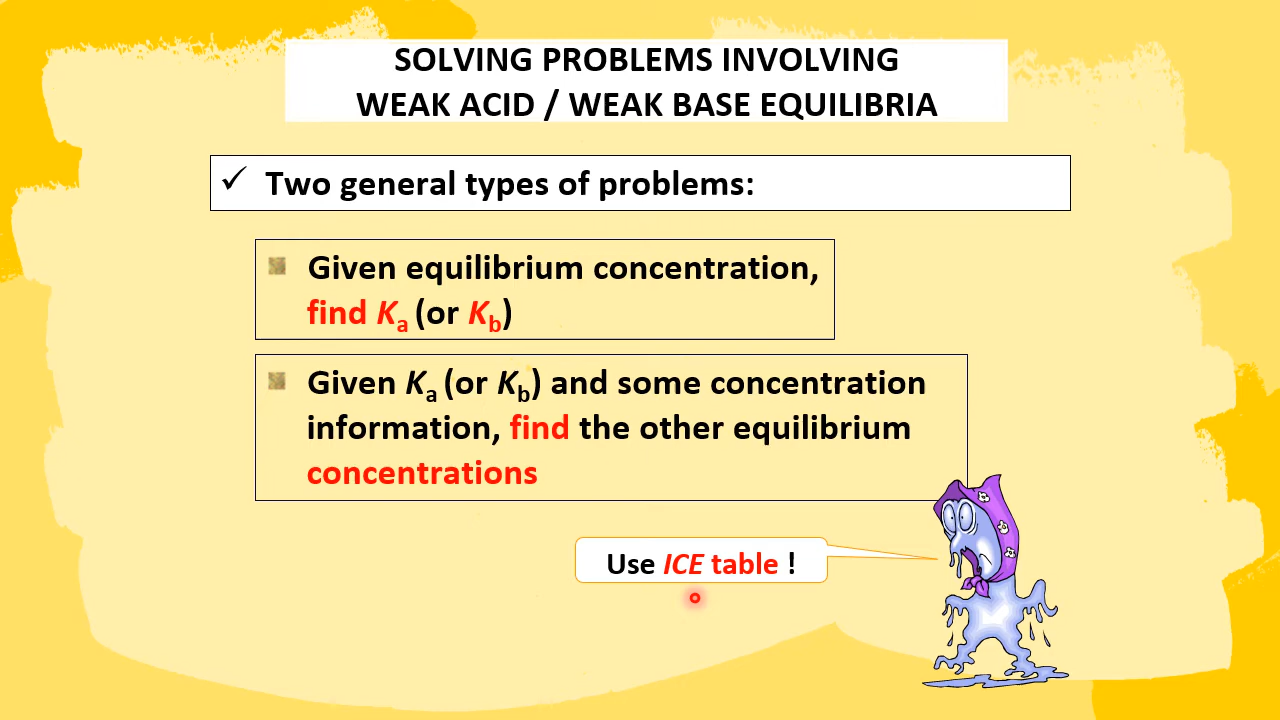 SOLVING PROBLEMS INVOLVING
WEAK ACID / WEAK BASE EQUILIBRIA
✓ Two general types of problems:
Given equilibrium concentration,
find Ka (or Kb)
Given Ka (or Kb) and some concentration
information, find the other equilibrium
concentrations
Use ICE table !